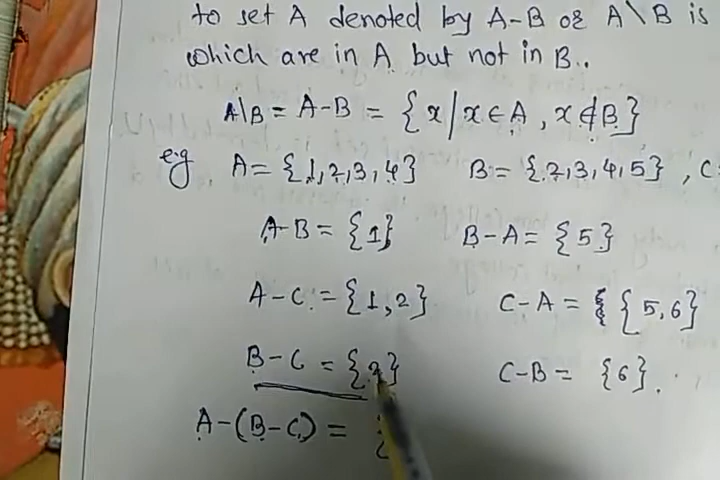 to set A denoted by A-B or A\B is
which are in A but not in B..
A\B = A-B = {x/x∈A, x∉B}
e.g A = {1,2,3,4} B = {2,3,4,5}, C=
A-B = {1} B-A = {5}
A-C = {1,2} C-A = {5,6}
B-C = {2} C-B = {6}.
A-(B-C) = {